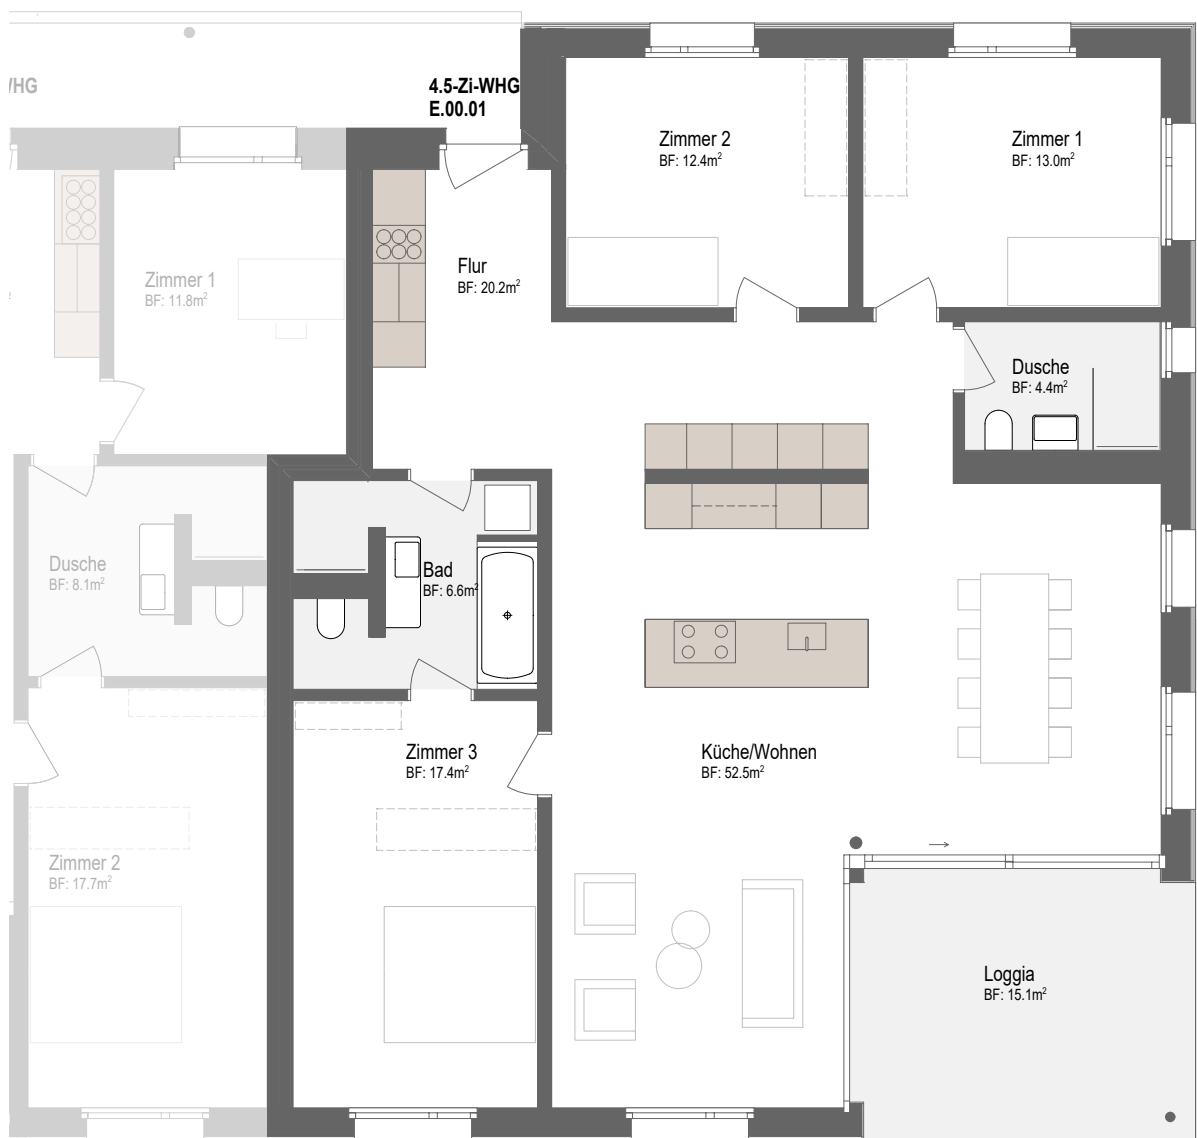 4.5-Zi-WHG
E.00.01
Zimmer 2
BF: 12.4m²
Zimmer 1
BF: 13.0m²
Zimmer 1
BF: 11.8m²
Flur
BF: 20.2m²
Dusche
BF: 4.4m²
Dusche
BF: 8.1m²
Bad
BF: 6.6m²
Zimmer 3
BF: 17.4m²
Küche/Wohnen
BF: 52.5m²
Zimmer 2
BF: 17.7m²
Loggia
BF: 15.1m²